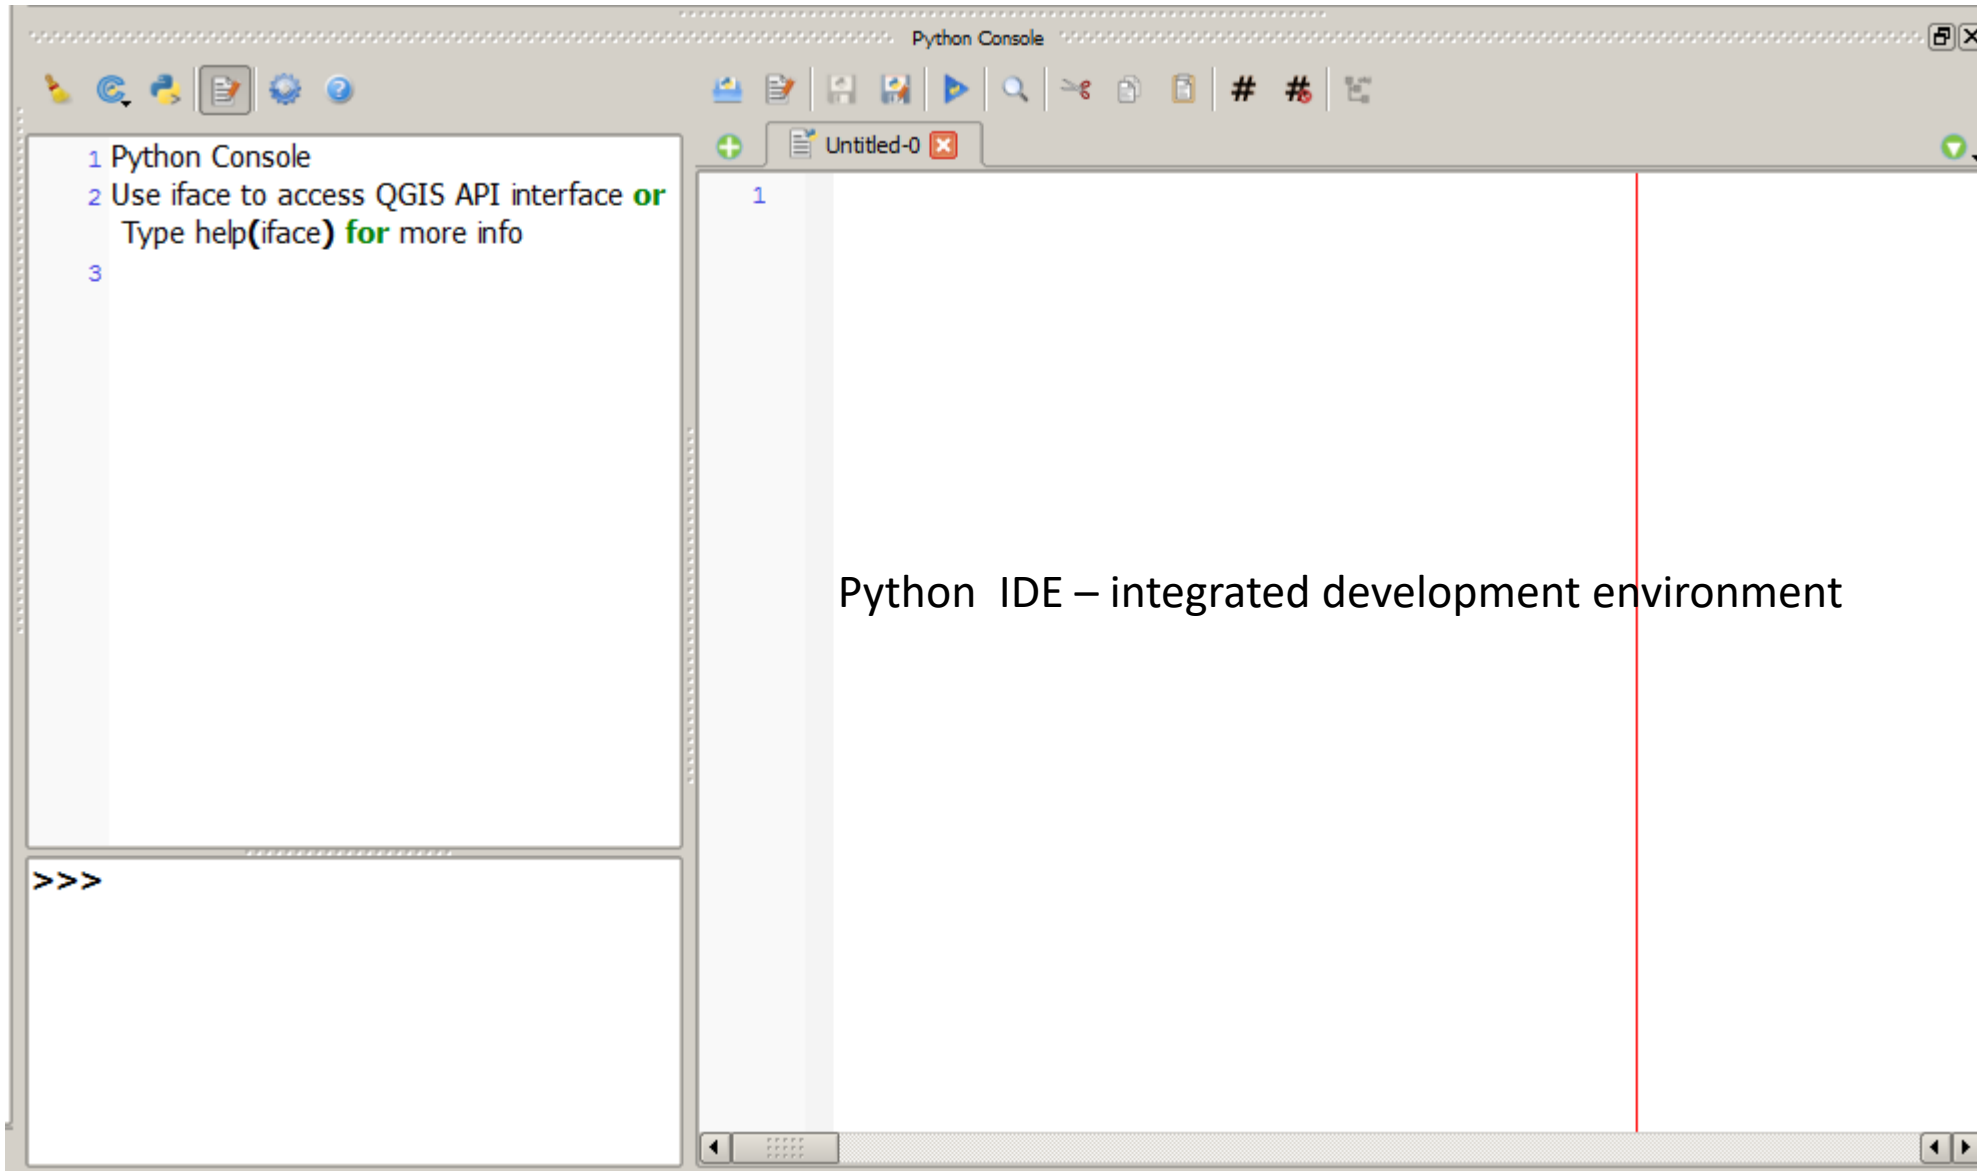 Python Console
1 Python Console
2 Use iface to access QGIS API interface or
Type help(iface) for more info
3
>>>
# #
Untitled-0
1
Python  IDE – integrated development environment